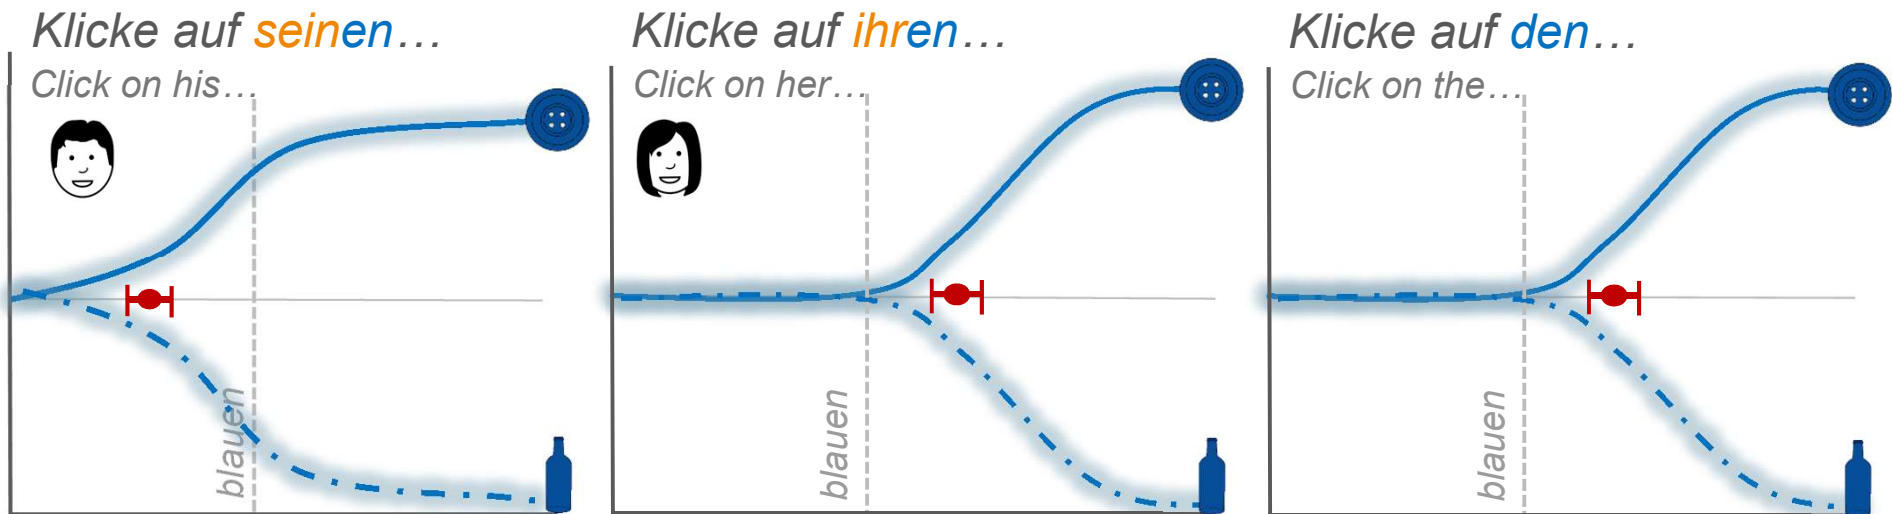 Klicke auf seinen…
Click on his…
blauen
Klicke auf ihren…
Click on her…
blauen
Klicke auf den…
Click on the…
blauen